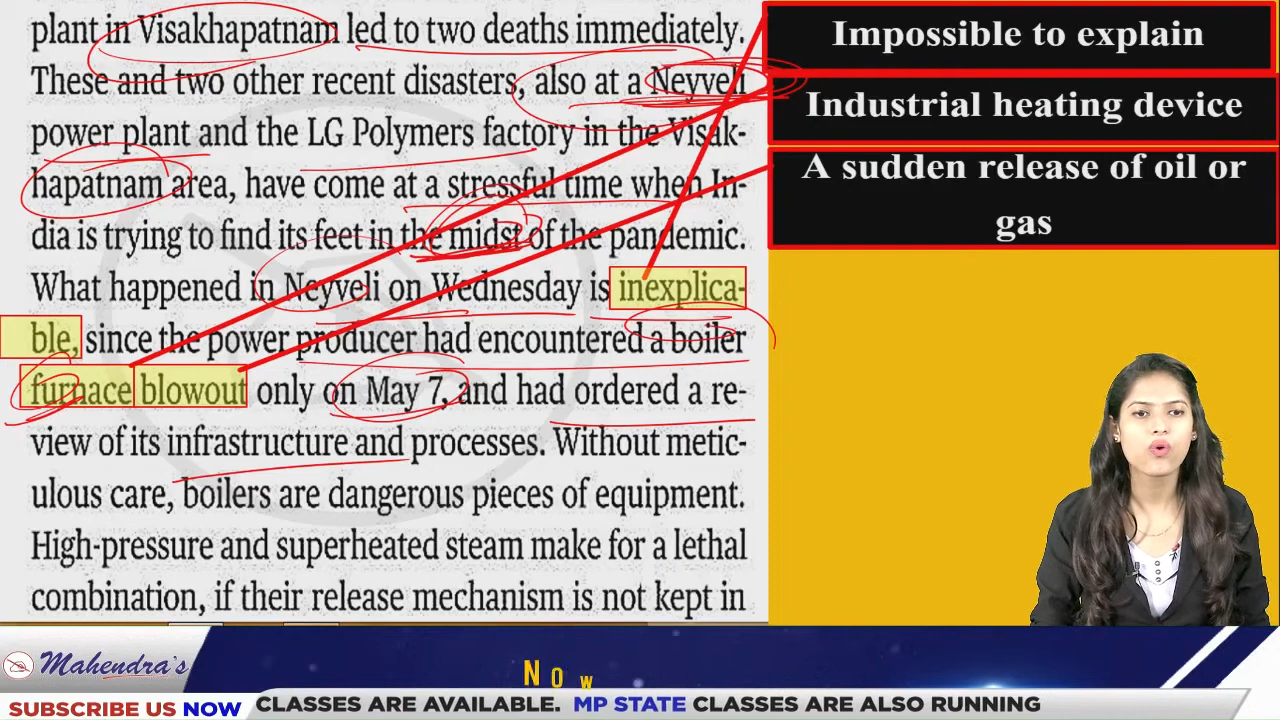 plant in Visakhapatnam led to two deaths immediately.
These and two other recent disasters, also at a Neyveli
power plant and the LG Polymers factory in the Visak-
hapatnam area, have come at a stressful time when In-
dia is trying to find its feet in the midst of the pandemic.
What happened in Neyveli on Wednesday is inexplica-
ble, since the power producer had encountered a boiler
furnace blowout only on May 7, and had ordered a re-
view of its infrastructure and processes. Without metic-
ulous care, boilers are dangerous pieces of equipment.
High-pressure and superheated steam make for a lethal
combination, if their release mechanism is not kept in
Impossible to explain
Industrial heating device
A sudden release of oil or
gas
Mahendra's
Now
SUBSCRIBE US NOW
CLASSES ARE AVAILABLE. MP STATE CLASSES ARE ALSO RUNNING